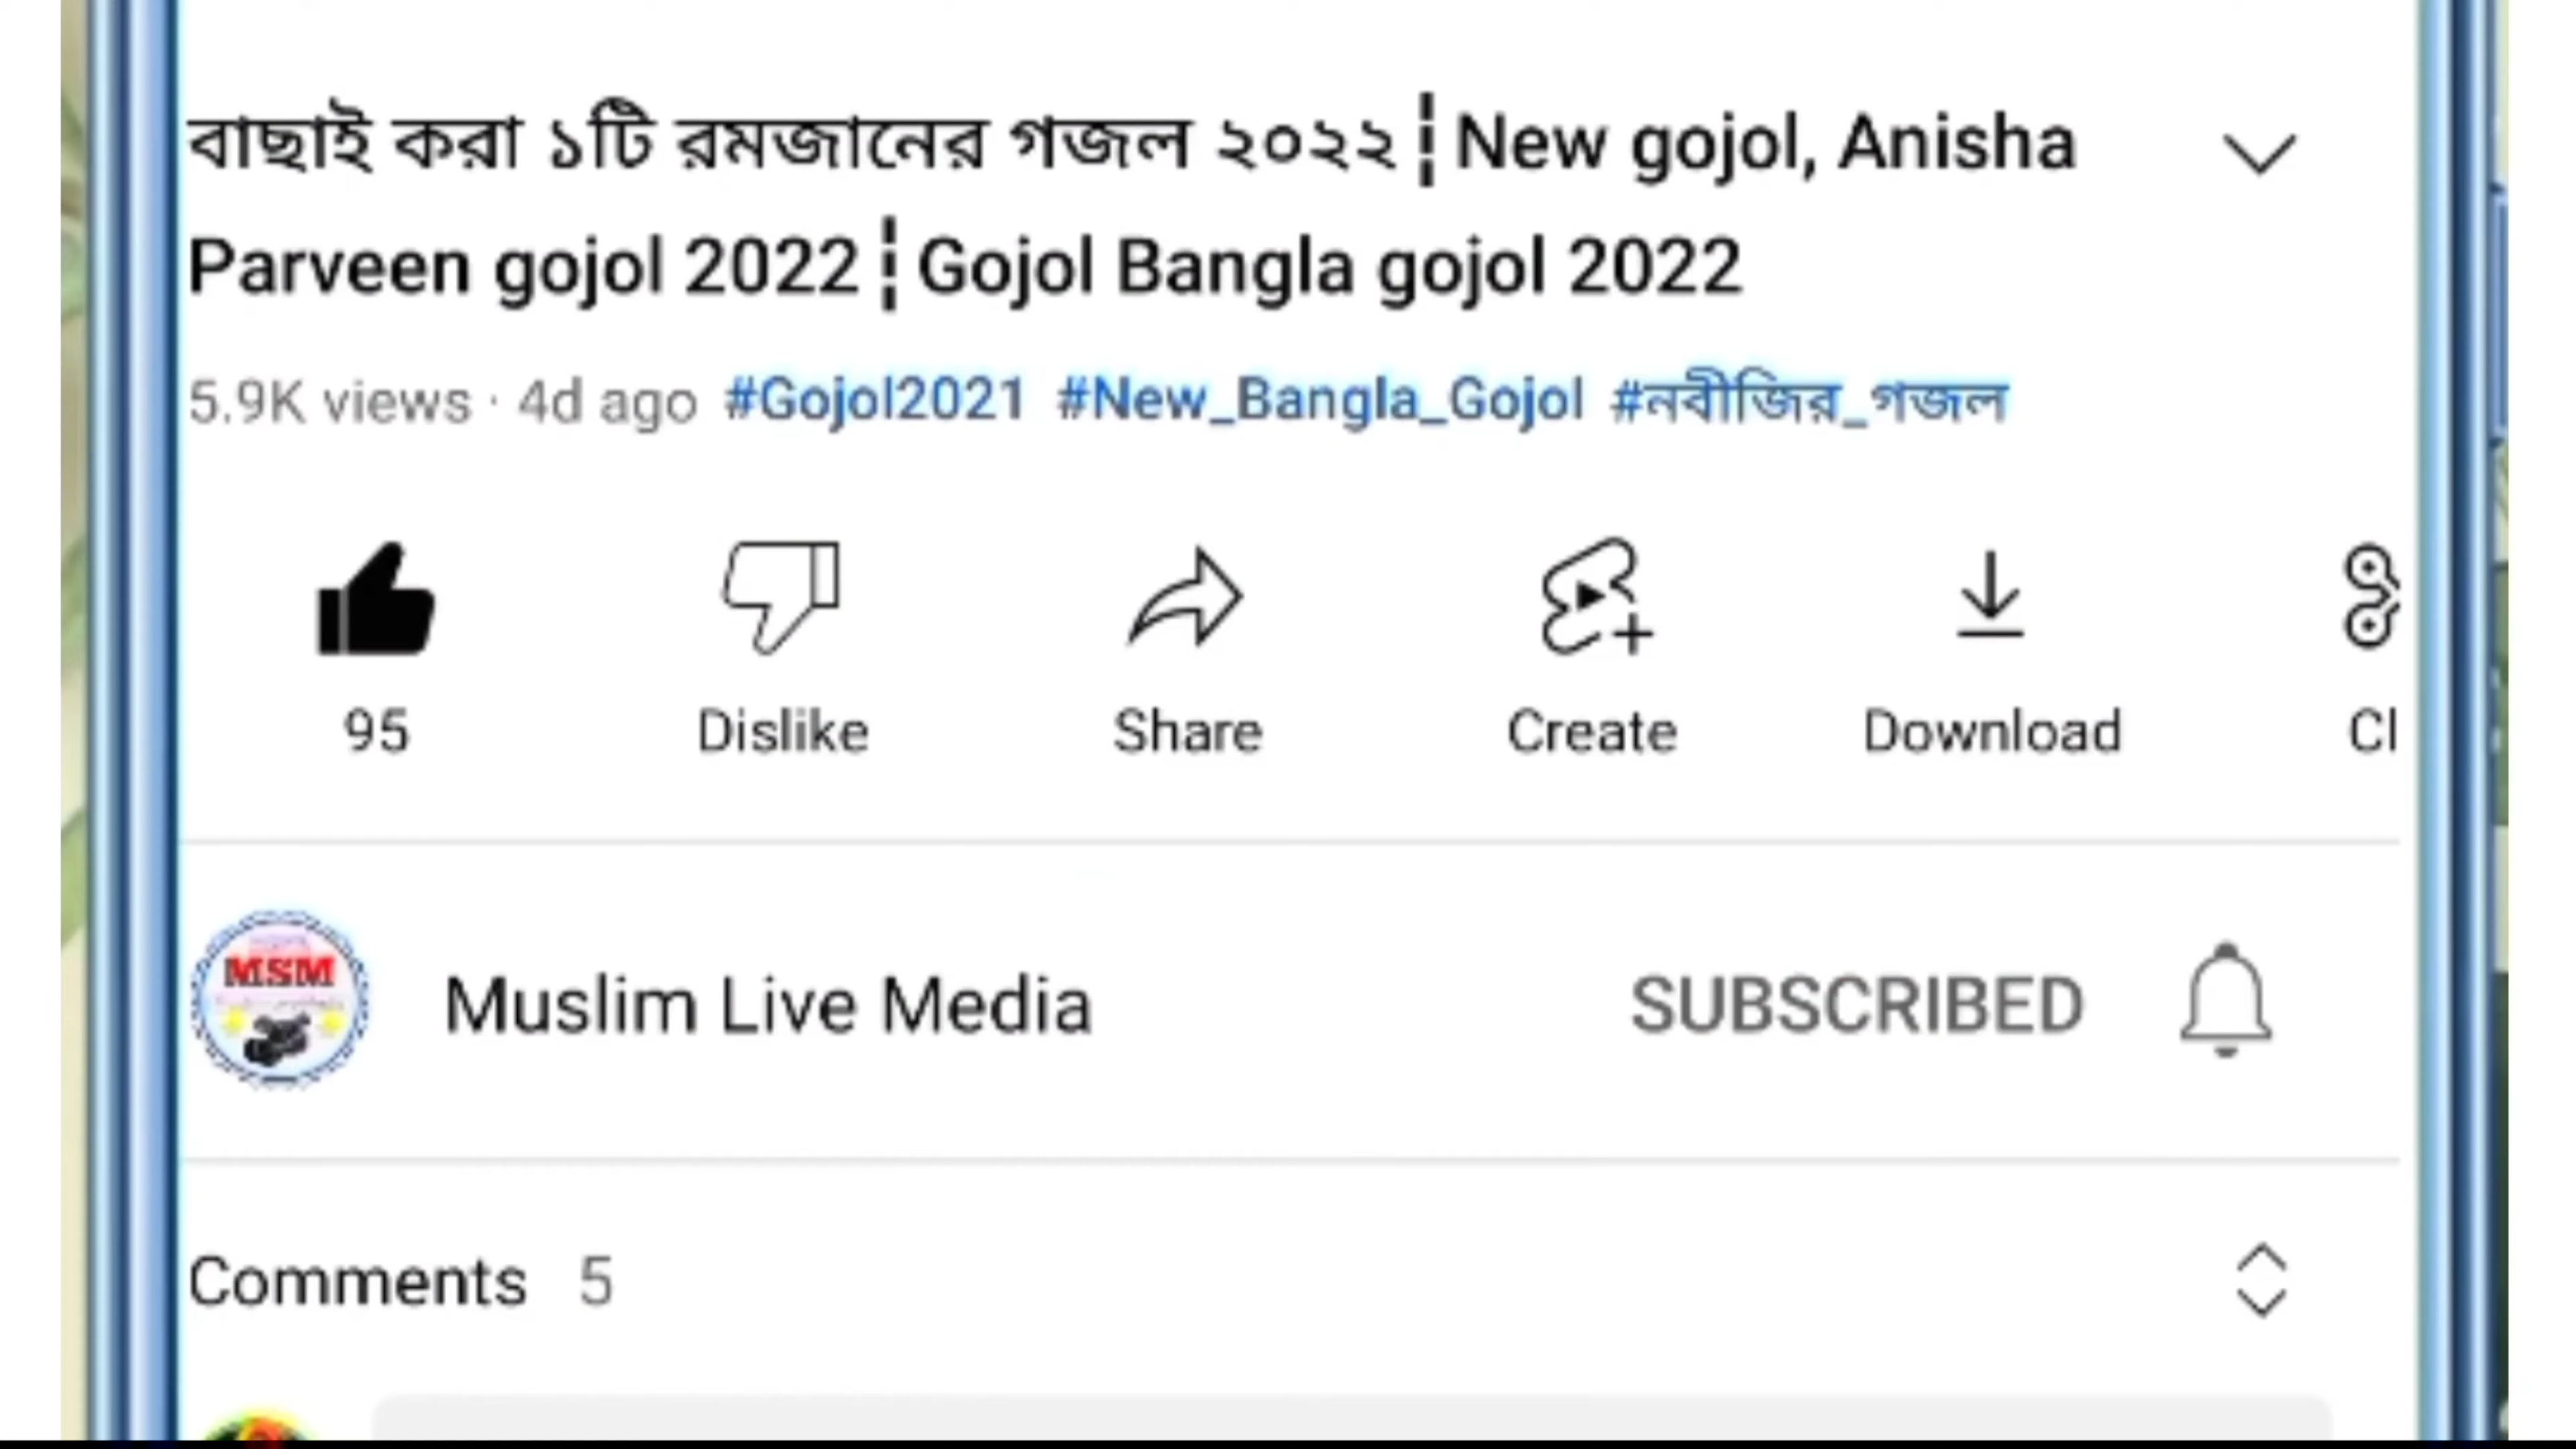 বাছাই করা ১টি রমজানের গজল ২০২২ ¦ New gojol, Anisha
Parveen gojol 2022 ¦ Gojol Bangla gojol 2022
5.9K views · 4d ago #Gojol2021 #New_Bangla_Gojol #নবীজির_গজল
95 Dislike Share Create Download Cl
MSM
Muslim Live Media SUBSCRIBED
Comments 5